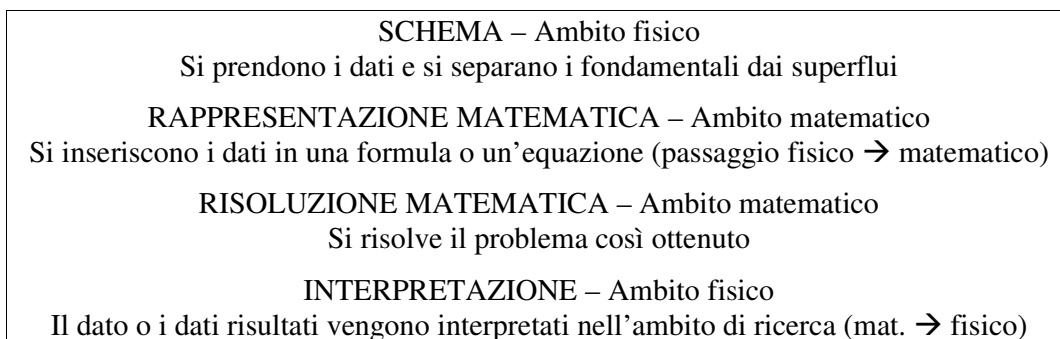 SCHEMA – Ambito fisico
Si prendono i dati e si separano i fondamentali dai superflui
RAPPRESENTAZIONE MATEMATICA – Ambito matematico
Si inseriscono i dati in una formula o un’equazione (passaggio fisico → matematico)
RISOLUZIONE MATEMATICA – Ambito matematico
Si risolve il problema così ottenuto
INTERPRETAZIONE – Ambito fisico
Il dato o i dati risultati vengono interpretati nell’ambito di ricerca (mat. → fisico)